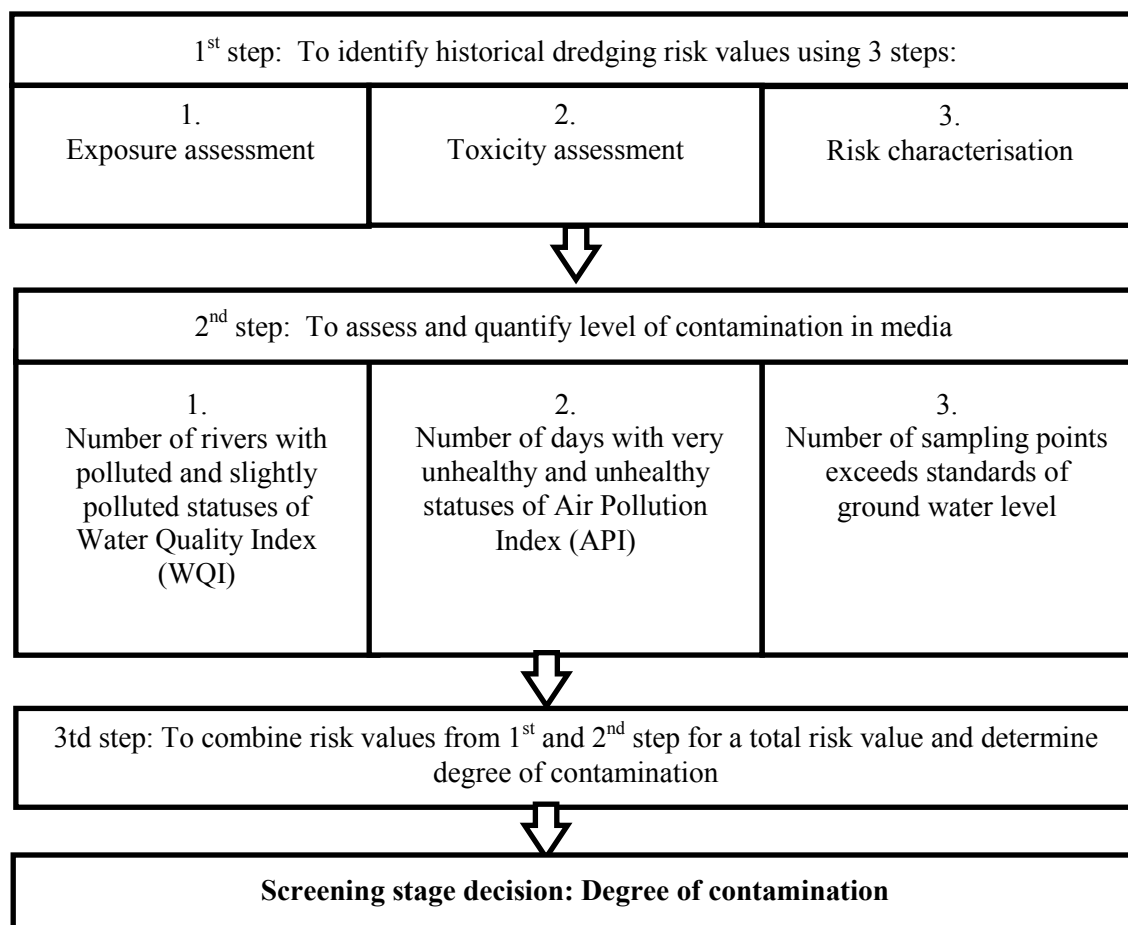 1st step:  To identify historical dredging risk values using 3 steps:
1.
Exposure assessment
2.
Toxicity assessment
3.
Risk characterisation
2nd step:  To assess and quantify level of contamination in media
1.
Number of rivers with
polluted and slightly
polluted statuses of
Water Quality Index
(WQI)
2.
Number of days with very
unhealthy and unhealthy
statuses of Air Pollution
Index (API)
3.
Number of sampling points
exceeds standards of
ground water level
3td step: To combine risk values from 1st and 2nd step for a total risk value and determine
degree of contamination
Screening stage decision: Degree of contamination